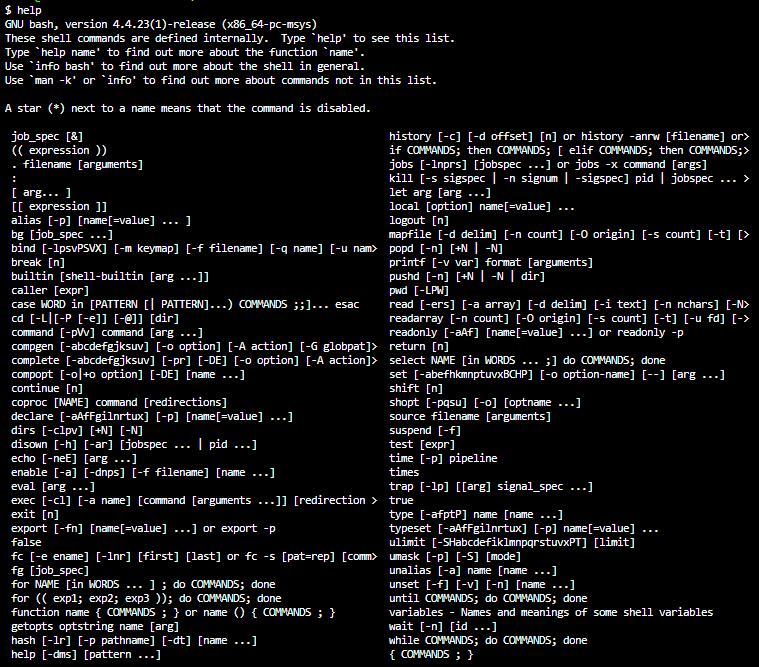 $ help
GNU bash, version 4.4.23(1)-release (x86_64-pc-msys)
These shell commands are defined internally.  Type `help' to see this list.
Type `help name' to find out more about the function `name'.
Use `info bash' to find out more about the shell in general.
Use `man -k' or `info' to find out more about commands not in this list.

A star (*) next to a name means that the command is disabled.

job_spec [&]
(( expression ))
. filename [arguments]
:
[ arg... ]
[[ expression ]]
alias [-p] [name[=value] ... ]
bg [job_spec ...]
bind [-lpsvPSVX] [-m keymap] [-f filename] [-q name] [-u nam>
break [n]
builtin [shell-builtin [arg ...]]
caller [expr]
case WORD in [PATTERN [| PATTERN]...) COMMANDS ;;]... esac
cd [-L|[-P [-e]] [-@]] [dir]
command [-pVv] command [arg ...]
compgen [-abcdefgjksuv] [-o option] [-A action] [-G globpat]>
complete [-abcdefgjksuv] [-pr] [-DE] [-o option] [-A action]>
compopt [-o|+o option] [-DE] [name ...]
continue [n]
coproc [NAME] command [redirections]
declare [-aAfFgilnrtux] [-p] [name[=value] ...]
dirs [-clpv] [+N] [-N]
disown [-h] [-ar] [jobspec ... | pid ...]
echo [-neE] [arg ...]
enable [-a] [-dnps] [-f filename] [name ...]
eval [arg ...]
exec [-cl] [-a name] [command [arguments ...]] [redirection >
exit [n]
export [-fn] [name[=value] ...] or export -p
false
fc [-e ename] [-lnr] [first] [last] or fc -s [pat=rep] [comm>
fg [job_spec]
for NAME [in WORDS ... ] ; do COMMANDS; done
for (( exp1; exp2; exp3 )); do COMMANDS; done
function name { COMMANDS ; } or name () { COMMANDS ; }
getopts optstring name [arg]
hash [-lr] [-p pathname] [-dt] [name ...]
help [-dms] [pattern ...]
history [-c] [-d offset] [n] or history -anrw [filename] or>
if COMMANDS; then COMMANDS; [ elif COMMANDS; then COMMANDS;>
jobs [-lnprs] [jobspec ...] or jobs -x command [args]
kill [-s sigspec | -n signum | -sigspec] pid | jobspec ... >
let arg [arg ...]
local [option] name[=value] ...
logout [n]
mapfile [-d delim] [-n count] [-O origin] [-s count] [-t] [>
popd [-n] [+N | -N]
printf [-v var] format [arguments]
pushd [-n] [+N | -N | dir]
pwd [-LPW]
read [-ers] [-a array] [-d delim] [-i text] [-n nchars] [-N>
readarray [-n count] [-O origin] [-s count] [-t] [-u fd] [->
readonly [-aAf] [name[=value] ...] or readonly -p
return [n]
select NAME [in WORDS ... ;] do COMMANDS; done
set [-abefhkmnptuvxBCHP] [-o option-name] [--] [arg ...]
shift [n]
shopt [-pqsu] [-o] [optname ...]
source filename [arguments]
suspend [-f]
test [expr]
time [-p] pipeline
times
trap [-lp] [[arg] signal_spec ...]
true
type [-afptP] name [name ...]
typeset [-aAfFgilnrtux] [-p] name[=value] ...
ulimit [-SHabcdefiklmnpqrstuvxPT] [limit]
umask [-p] [-S] [mode]
unalias [-a] name [name ...]
unset [-f] [-v] [-n] [name ...]
until COMMANDS; do COMMANDS; done
variables - Names and meanings of some shell variables
wait [-n] [id ...]
while COMMANDS; do COMMANDS; done
{ COMMANDS ; }